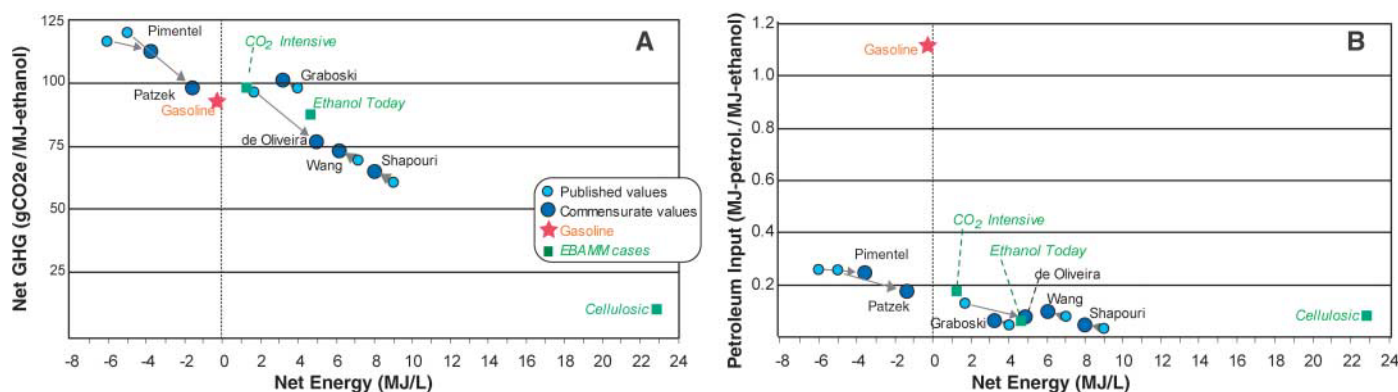 A
Net GHG (gCO2e/MJ-ethanol)
125
100
75
50
25
-8 -6 -4 -2 0 2 4 6 8 10 12 14 16 18 20 22 24
Net Energy (MJ/L)
Pimentel
Patzek
Gasoline
CO2 Intensive
Graboski
Ethanol Today
de Oliveira
Wang
Shapouri
Published values
Commensurate values
Gasoline
EBAMM cases
Cellulosic
B
Petroleum Input (MJ-petrol./MJ-ethanol)
1.2
1.0
0.8
0.6
0.4
0.2
-8 -6 -4 -2 0 2 4 6 8 10 12 14 16 18 20 22 24
Net Energy (MJ/L)
Gasoline
CO2 Intensive
Ethanol Today
Pimentel
de Oliveira
Patzek
Wang
Graboski
Shapouri
Cellulosic